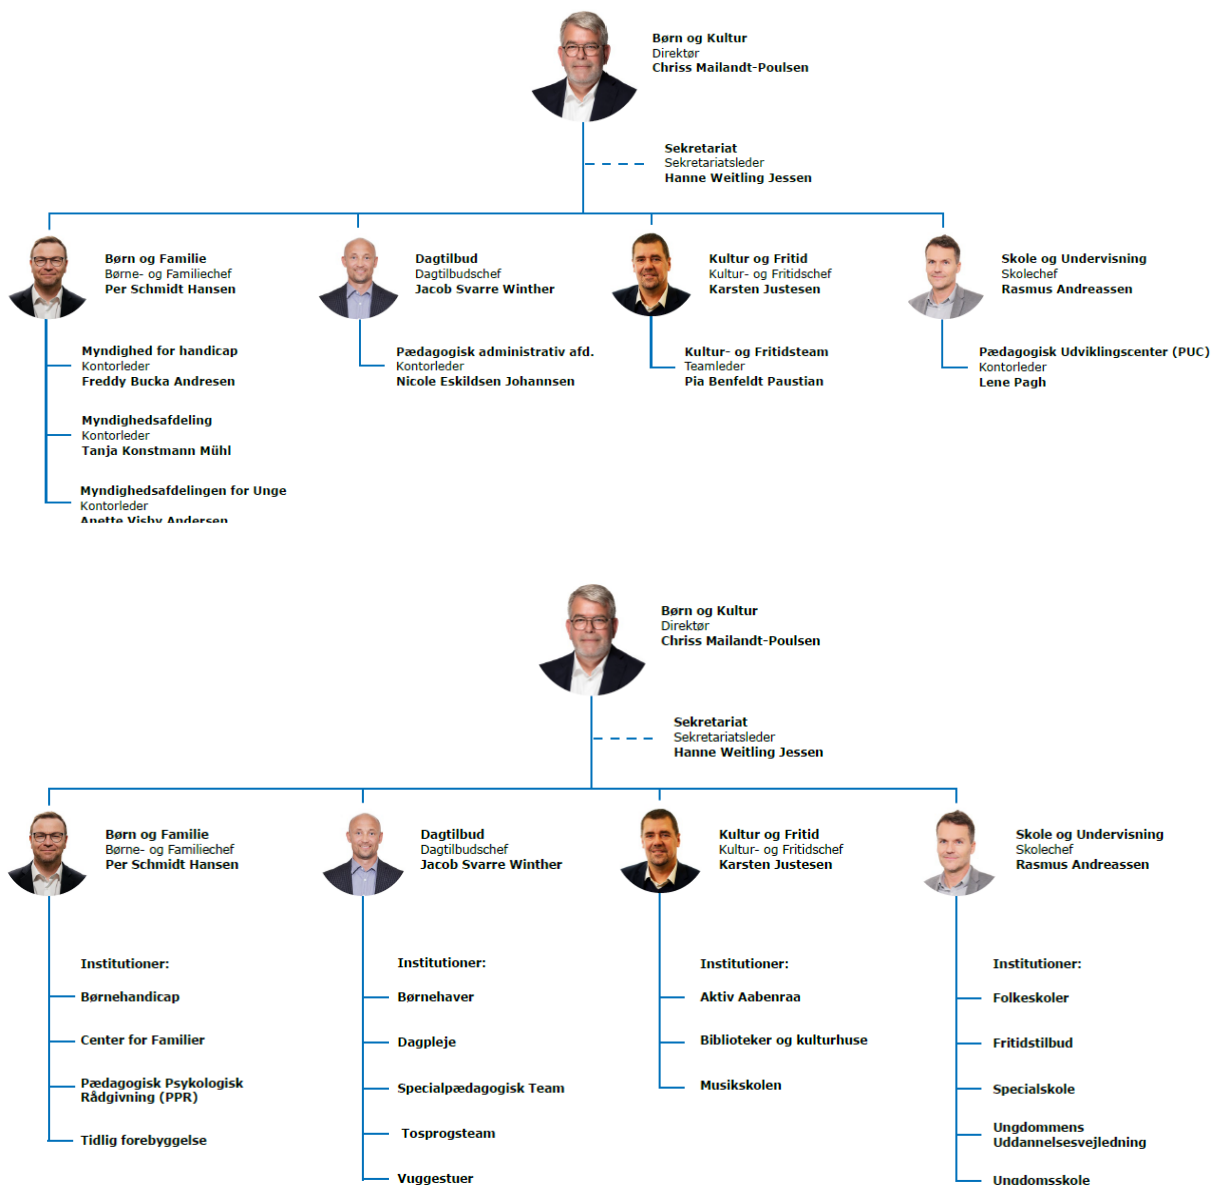 Børn og Kultur
Direktør
Chriss Mailandt-Poulsen
Sekretariat
Sekretariatsleder
Hanne Weitling Jessen
Børn og Familie
Børne- og Familiechef
Per Schmidt Hansen
Dagtilbud
Dagtilbudschef
Jacob Svarre Winther
Kultur og Fritid
Kultur- og Fritidschef
Karsten Justesen
Skole og Undervisning
Skolechef
Rasmus Andreassen
Myndighed for handicap
Kontorleder
Freddy Bucka Andresen
Myndighedsafdeling
Kontorleder
Tanja Konstmann Mühl
Myndighedsafdelingen for Unge
Kontorleder
Anette Visby Andersen
Pædagogisk administrativ afd.
Kontorleder
Nicole Eskildsen Johannsen
Kultur- og Fritidsteam
Teamleder
Pia Benfeldt Paustian
Pædagogisk Udviklingscenter (PUC)
Kontorleder
Lene Pagh
Børn og Kultur
Direktør
Chriss Mailandt-Poulsen
Sekretariat
Sekretariatsleder
Hanne Weitling Jessen
Børn og Familie
Børne- og Familiechef
Per Schmidt Hansen
Dagtilbud
Dagtilbudschef
Jacob Svarre Winther
Kultur og Fritid
Kultur- og Fritidschef
Karsten Justesen
Skole og Undervisning
Skolechef
Rasmus Andreassen
Institutioner:
Børnehandicap
Center for Familier
Pædagogisk Psykologisk
Rådgivning (PPR)
Tidlig forebyggelse
Institutioner:
Børnehaver
Dagpleje
Specialpædagogisk Team
Tosprogsteam
Vuggestuer
Institutioner:
Aktiv Aabenraa
Biblioteker og kulturhuse
Musikskolen
Institutioner:
Folkeskoler
Fritidstilbud
Specialskole
Ungdommens
Uddannelsesvejledning
Ungdomsskole